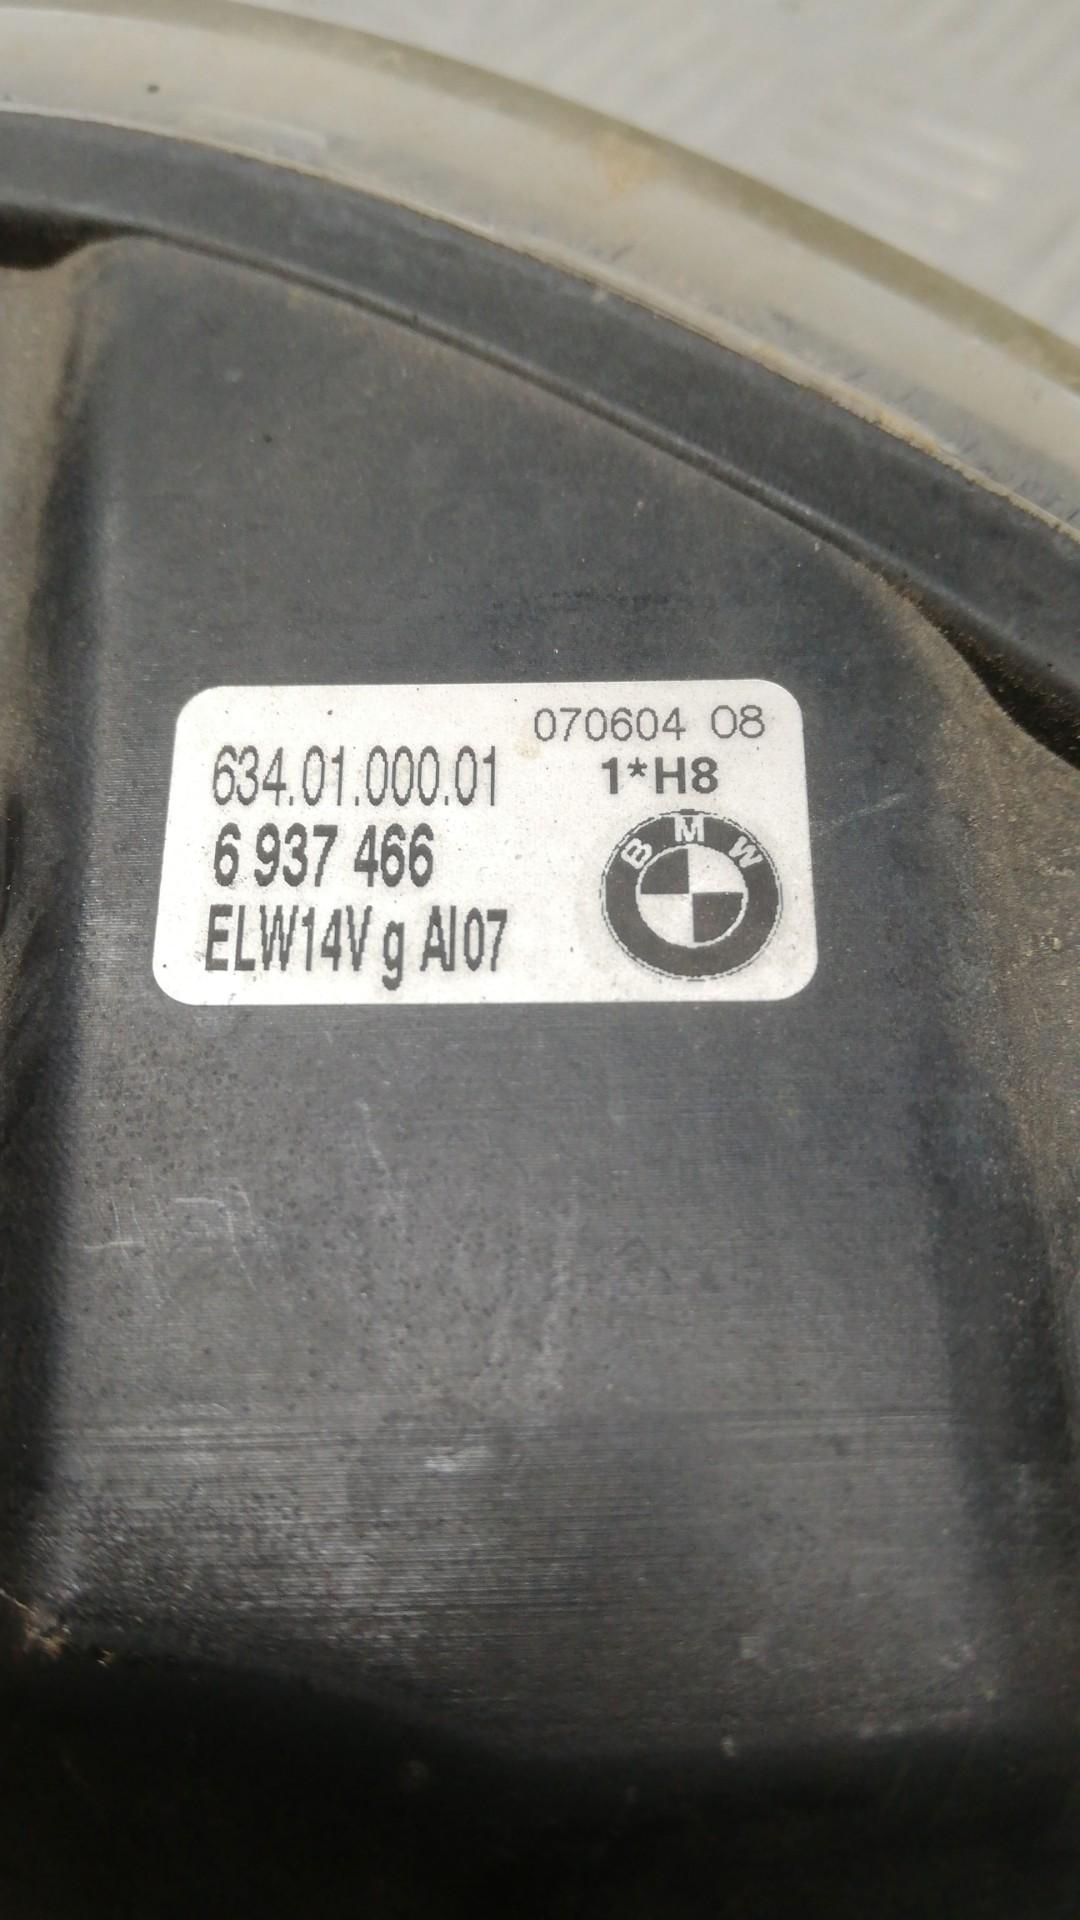 070604 08
634.01.000.01 1*H8
6 937 466
BMW
ELW14V g AI07